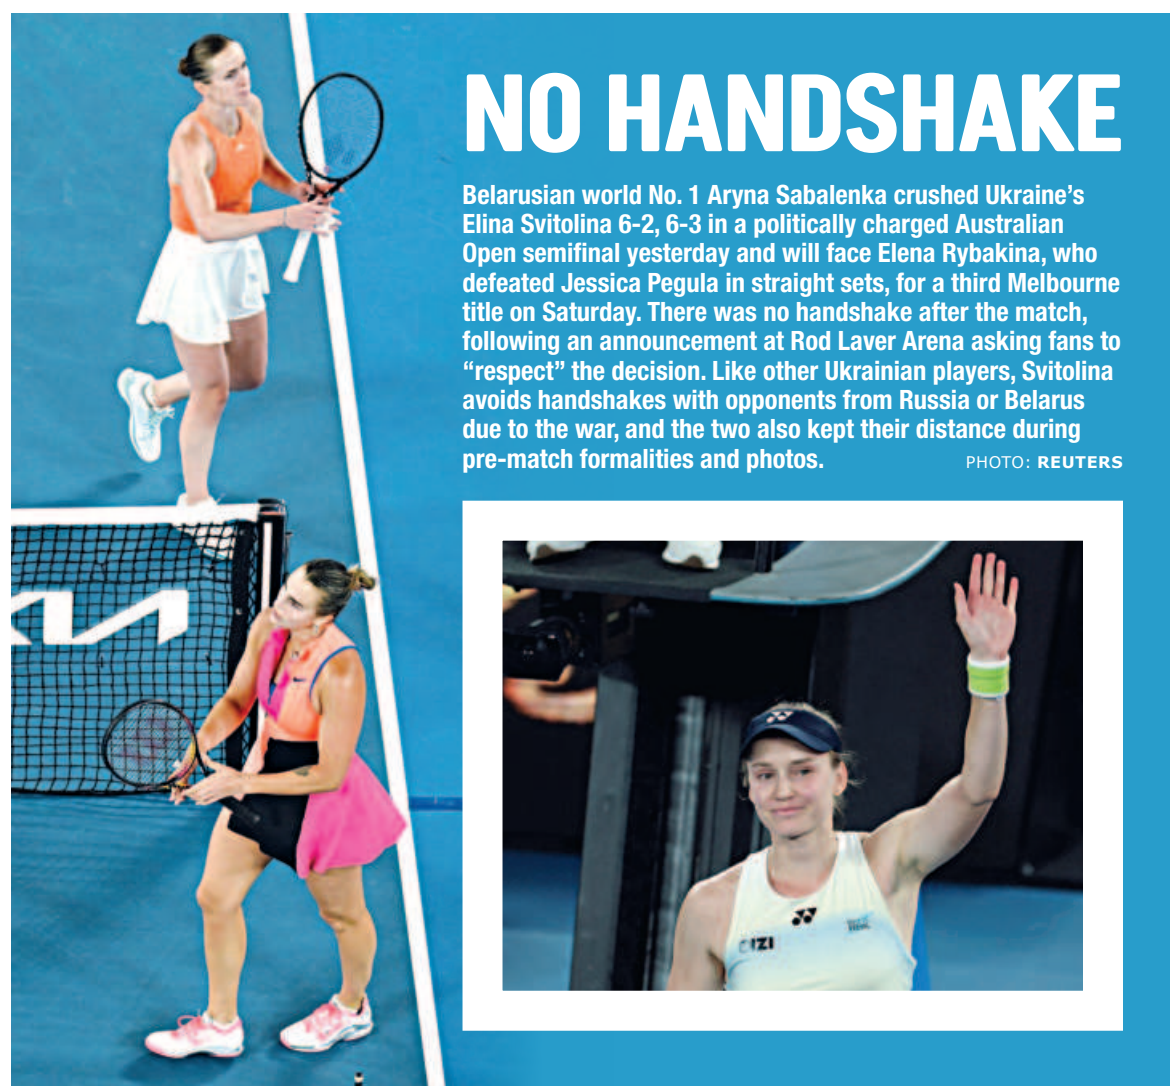 NO HANDSHAKE
Belarusian world No. 1 Aryna Sabalenka crushed Ukraine’s
Elina Svitolina 6-2, 6-3 in a politically charged Australian
Open semifinal yesterday and will face Elena Rybakina, who
defeated Jessica Pegula in straight sets, for a third Melbourne
title on Saturday. There was no handshake after the match,
following an announcement at Rod Laver Arena asking fans to
“respect” the decision. Like other Ukrainian players, Svitolina
avoids handshakes with opponents from Russia or Belarus
due to the war, and the two also kept their distance during
pre-match formalities and photos.
PHOTO: REUTERS